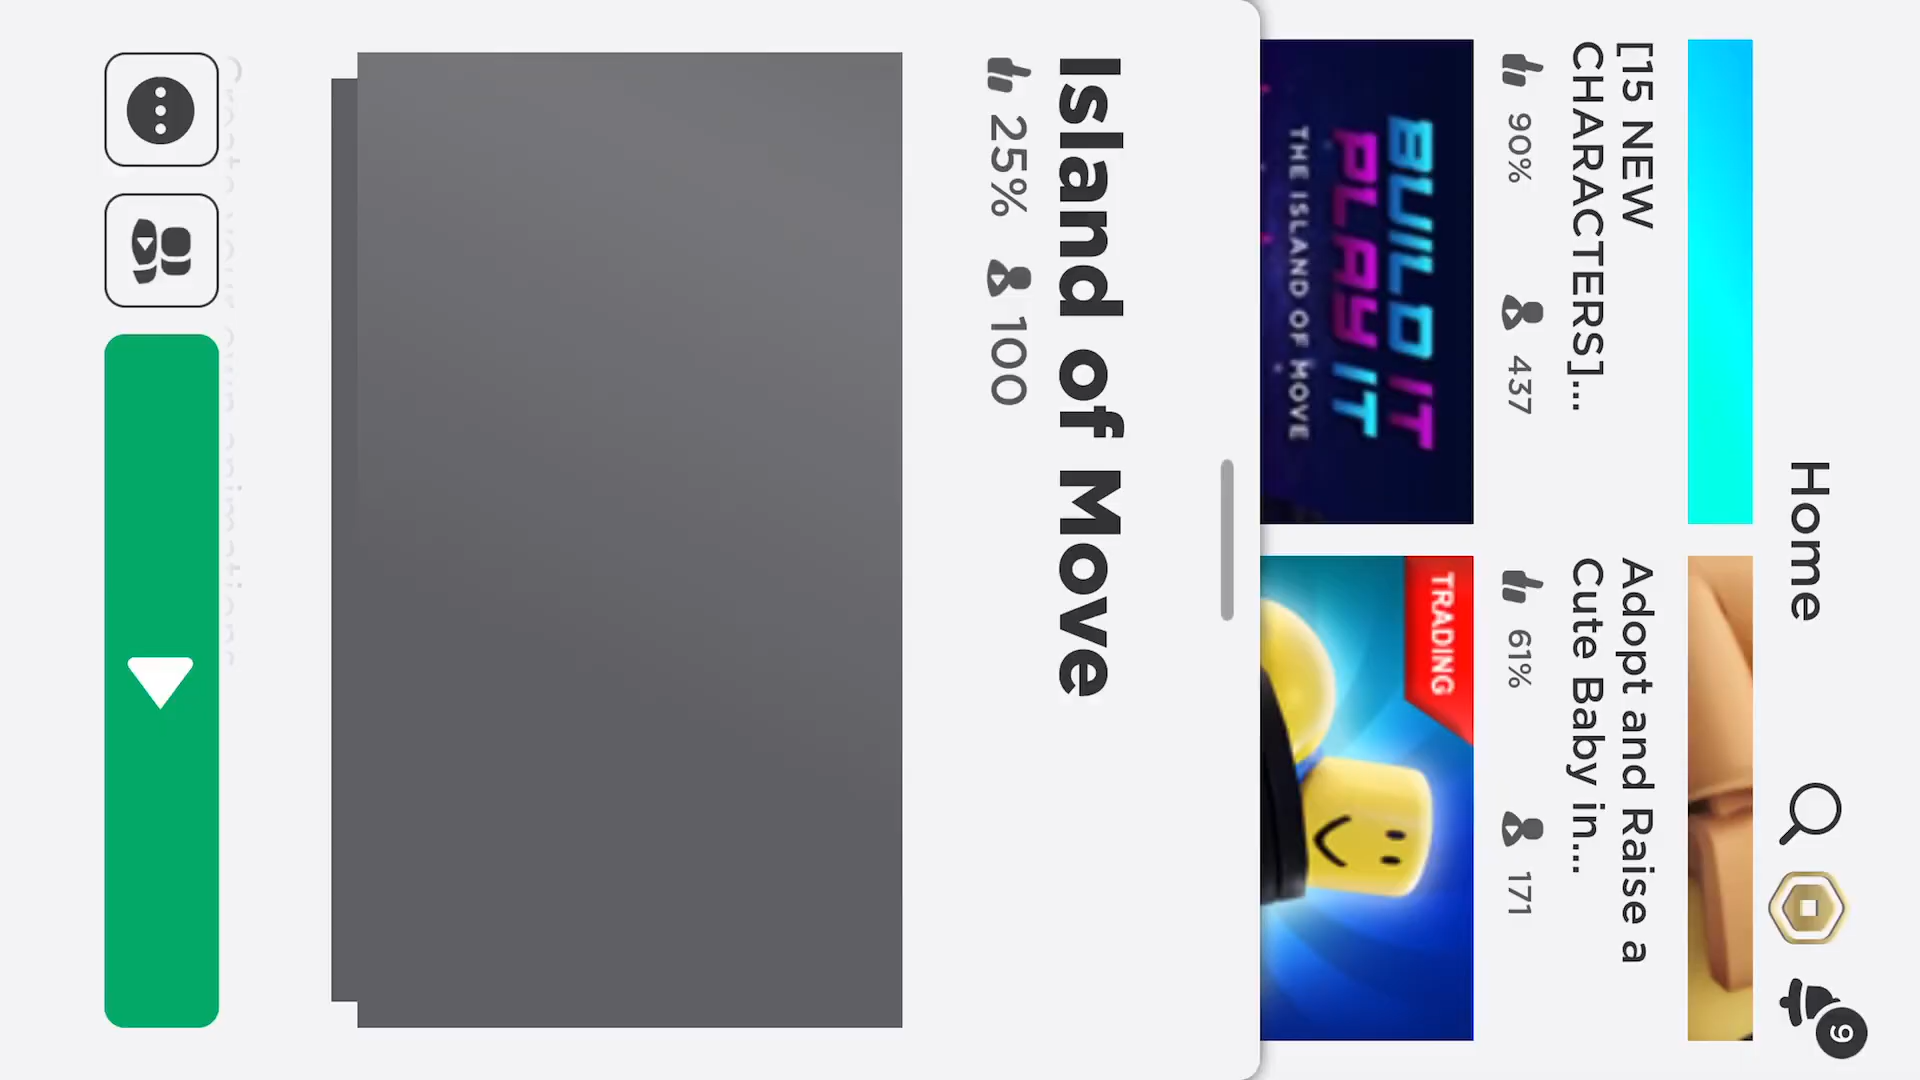 Home
9
[15 NEW
CHARACTERS]...
90% 437
Adopt and Raise a
Cute Baby in...
61% 171
BUILD IT
PLAY IT
THE ISLAND OF MOVE
TRADING
Island of Move
25% 100